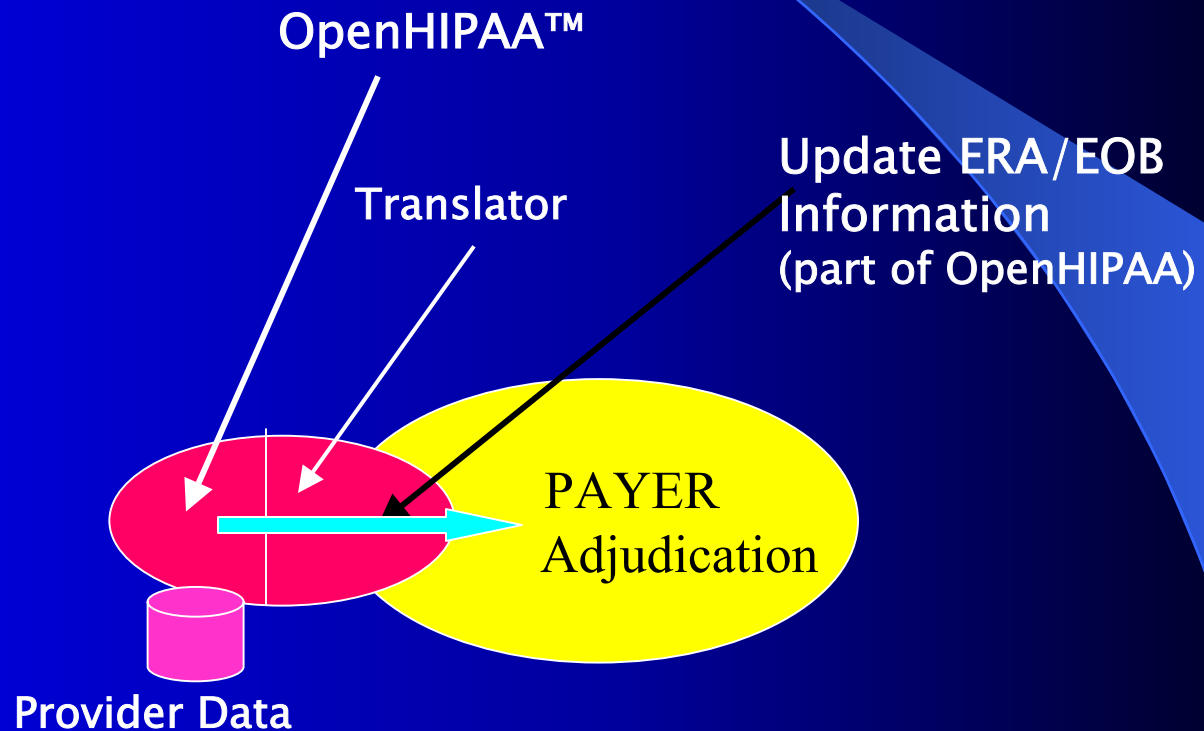 OpenHIPAA™
Translator
Update ERA/EOB
Information
(part of OpenHIPAA)
PAYER
Adjudication
Provider Data